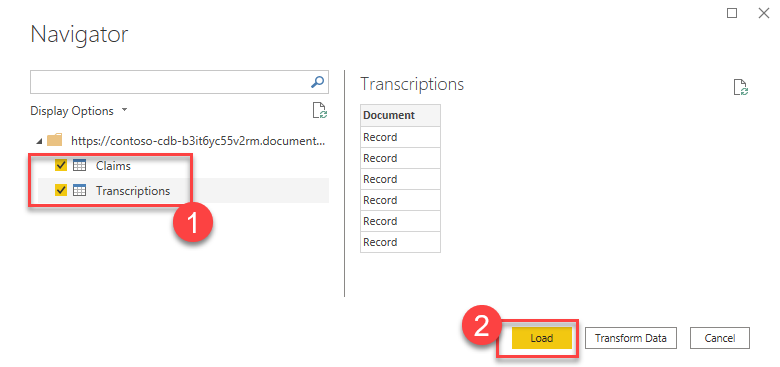 Navigator
Display Options
https://contoso-cdb-b3it6yc55v2rm.document...
Claims
Transcriptions
1
Transcriptions
Document
Record
Record
Record
Record
Record
Record
2
Load
Transform Data
Cancel